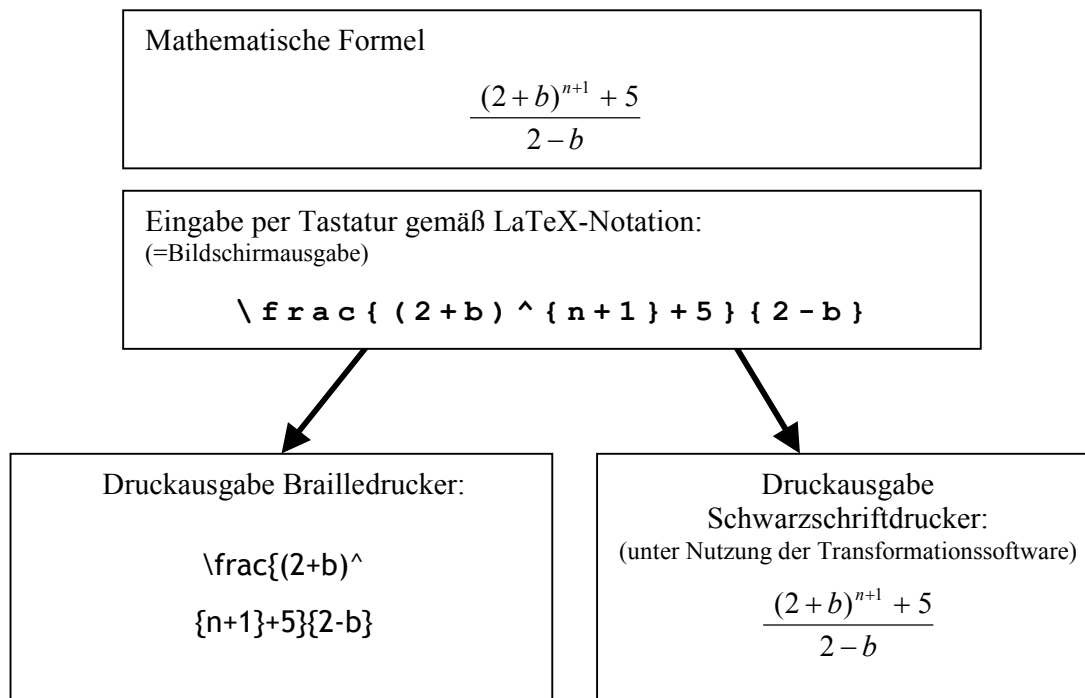 Mathematische Formel
(2 + b)^{n+1} + 5
2 − b
Eingabe per Tastatur gemäß LaTeX-Notation:
(=Bildschirmausgabe)
\frac{(2+b)^{n+1}+5}{2-b}
Druckausgabe Brailledrucker:
\frac{(2+b)^
{n+1}+5}{2-b}
Druckausgabe
Schwarzschriftdrucker:
(unter Nutzung der Transformationssoftware)
(2 + b)^{n+1} + 5
2 − b